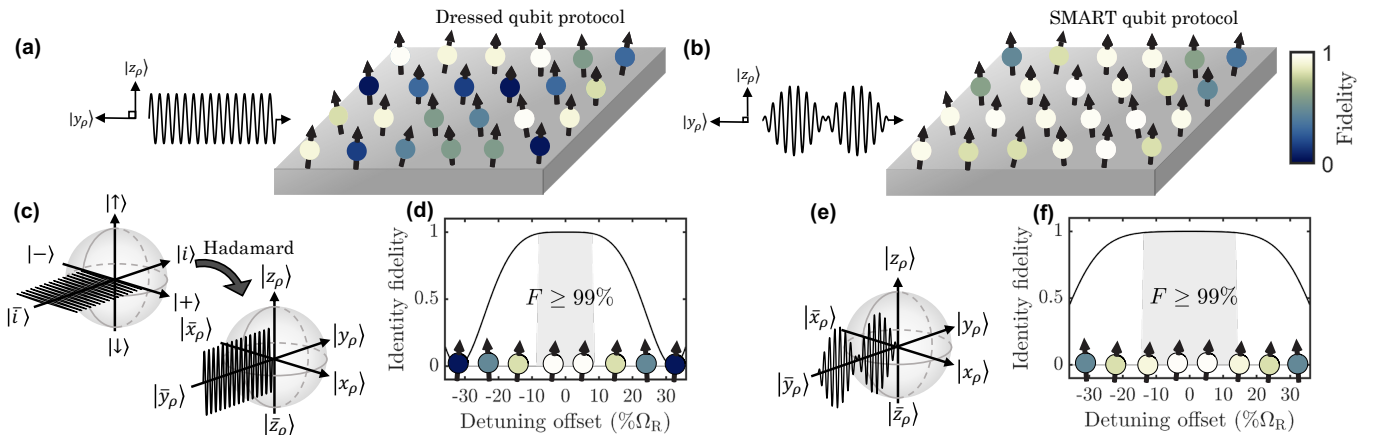 Dressed qubit protocol
SMART qubit protocol
(a)
(b)
|z_ρ⟩
|y_ρ⟩
|z_ρ⟩
|y_ρ⟩
1
0
Fidelity
(c)
|↑⟩
|−⟩
|i⟩
|+⟩
|ī⟩
|↓⟩
Hadamard
|z_ρ⟩
|x̄_ρ⟩
|y_ρ⟩
|x_ρ⟩
|ȳ_ρ⟩
|z̄_ρ⟩
(d)
Identity fidelity
1
0.5
0
F ≥ 99%
-30 -20 -10 0 10 20 30
Detuning offset (%Ω_R)
(e)
|z_ρ⟩
|x̄_ρ⟩
|y_ρ⟩
|x_ρ⟩
|ȳ_ρ⟩
|z̄_ρ⟩
(f)
Identity fidelity
1
0.5
0
F ≥ 99%
-30 -20 -10 0 10 20 30
Detuning offset (%Ω_R)